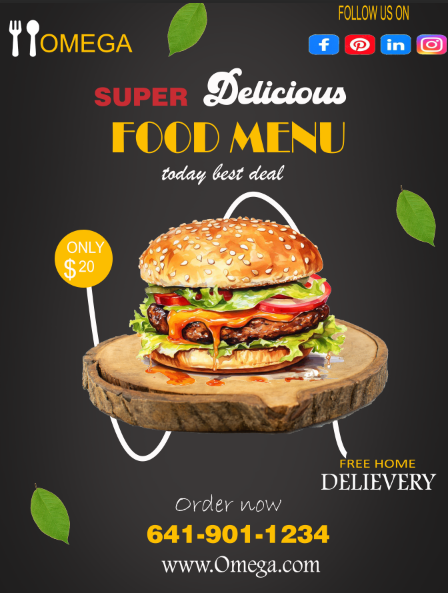 OMEGA
FOLLOW US ON
SUPER Delicious
FOOD MENU
today best deal
ONLY
$20
FREE HOME
DELIEVERY
Order now
641-901-1234
www.Omega.com